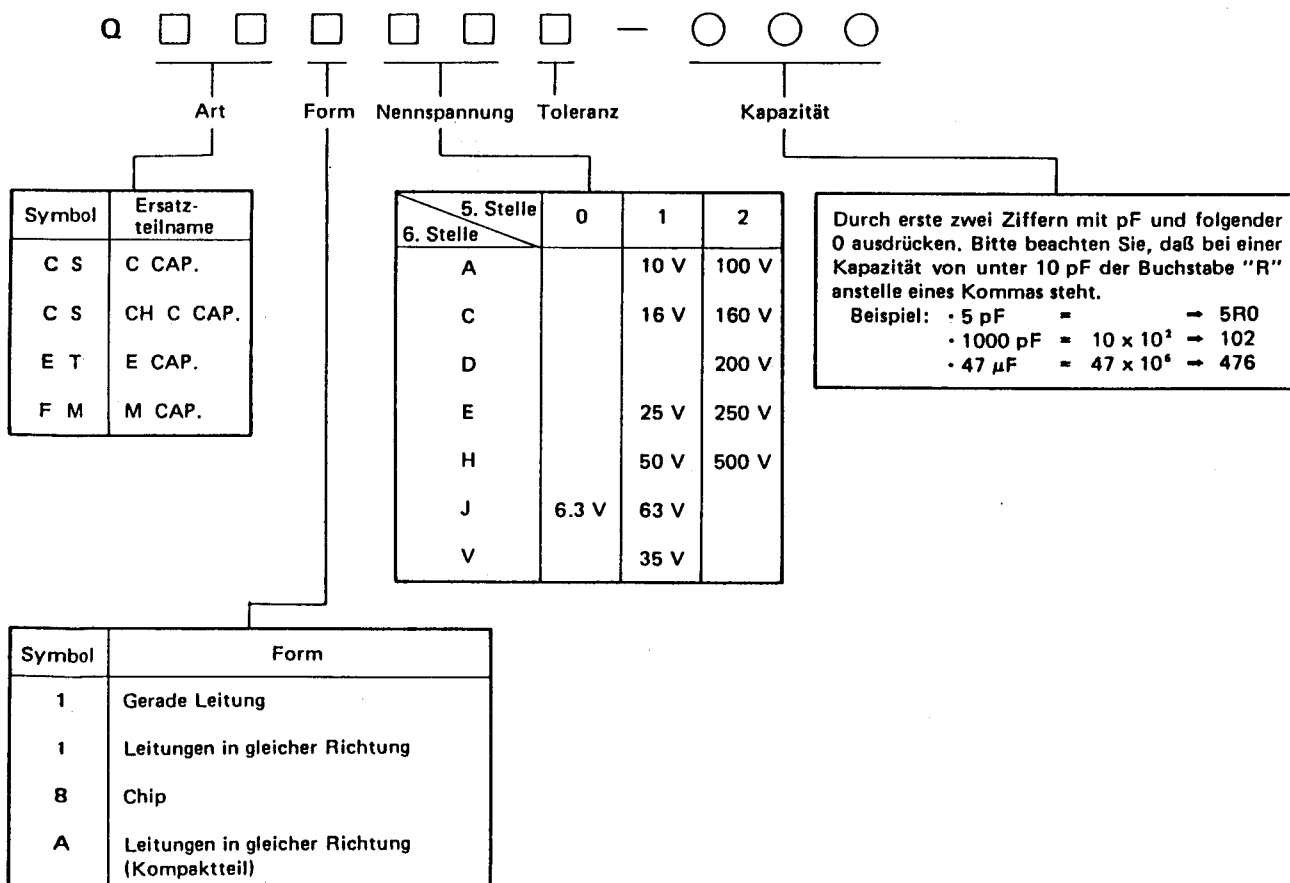 Q □ □ □ □ □ □ — ○ ○ ○
Art Form Nennspannung Toleranz Kapazität
Symbol Ersatz-
teilname
C S C CAP.
C S CH C CAP.
E T E CAP.
F M M CAP.
5. Stelle 0 1 2
6. Stelle
A 10 V 100 V
C 16 V 160 V
D 200 V
E 25 V 250 V
H 50 V 500 V
J 6.3 V 63 V
V 35 V
Durch erste zwei Ziffern mit pF und folgender
0 ausdrücken. Bitte beachten Sie, daß bei einer
Kapazität von unter 10 pF der Buchstabe "R"
anstelle eines Kommas steht.
Beispiel: · 5 pF = → 5R0
· 1000 pF = 10 x 10² → 102
· 47 μF = 47 x 10⁶ → 476
Symbol Form
1 Gerade Leitung
1 Leitungen in gleicher Richtung
8 Chip
A Leitungen in gleicher Richtung
(Kompaktteil)